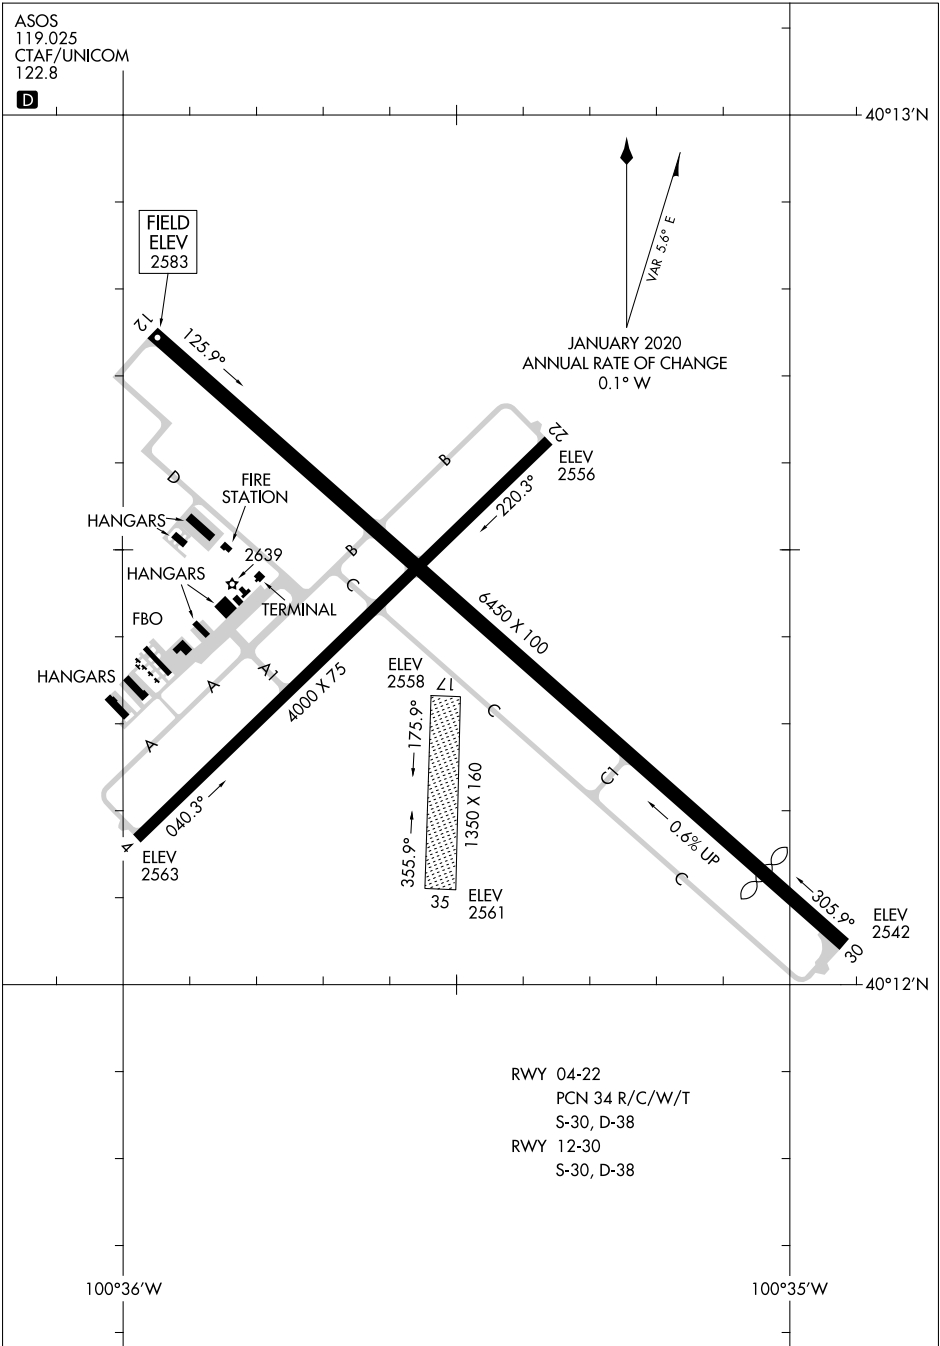 ASOS
119.025
CTAF/UNICOM
122.8
D
40°13'N
FIELD
ELEV
2583
VAR 5.6° E
JANUARY 2020
ANNUAL RATE OF CHANGE
0.1° W
12
125.9°
22
ELEV
2556
220.3°
B
B
D
FIRE
STATION
HANGARS
2639
HANGARS
TERMINAL
FBO
HANGARS
C
6450 X 100
A1
A
A
4000 X 75
ELEV
2558
17
175.9°
C
1350 X 160
355.9°
35
ELEV
2561
040.3°
4
ELEV
2563
C1
0.6% UP
C
305.9°
30
ELEV
2542
40°12'N
RWY 04-22
PCN 34 R/C/W/T
S-30, D-38
RWY 12-30
S-30, D-38
100°36'W
100°35'W